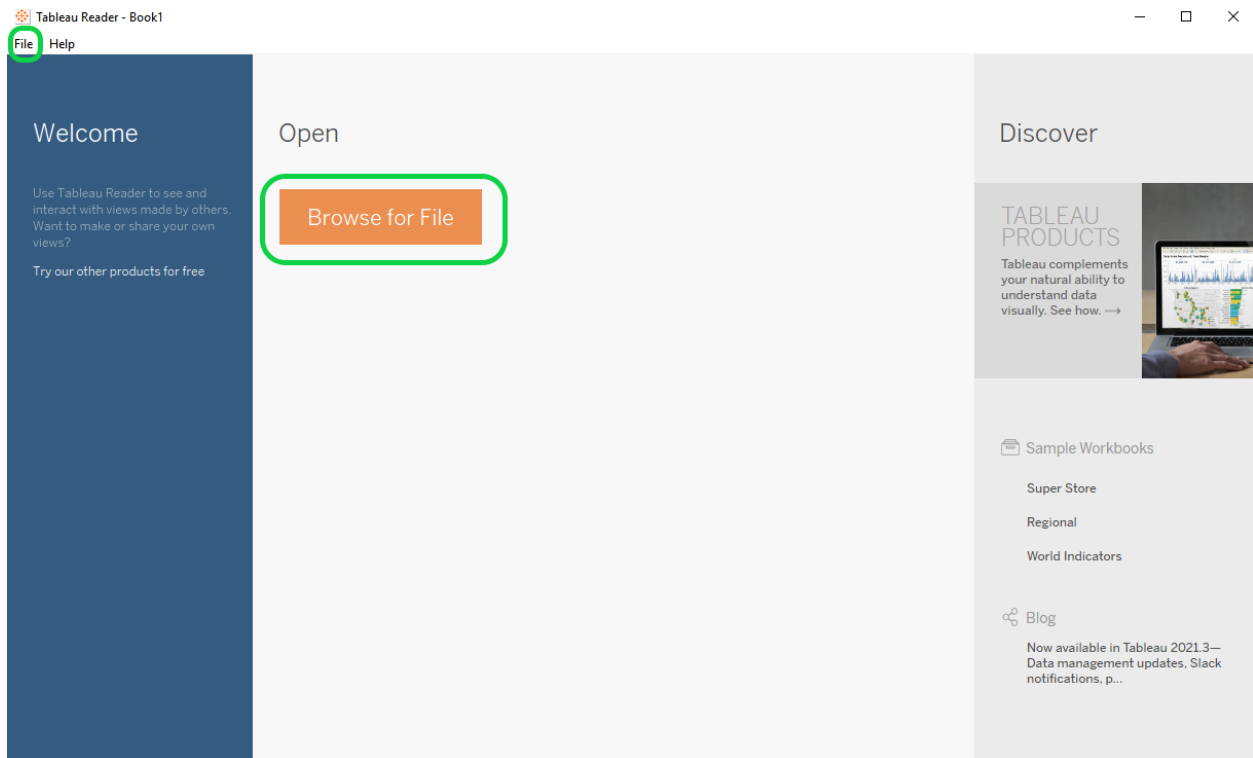 Tableau Reader - Book1
File Help
Welcome
Use Tableau Reader to see and
interact with views made by others.
Want to make or share your own
views?
Try our other products for free
Open
Browse for File
Discover
TABLEAU
PRODUCTS
Tableau complements
your natural ability to
understand data
visually. See how. →
Sample Workbooks
Super Store
Regional
World Indicators
Blog
Now available in Tableau 2021.3—
Data management updates, Slack
notifications, p...